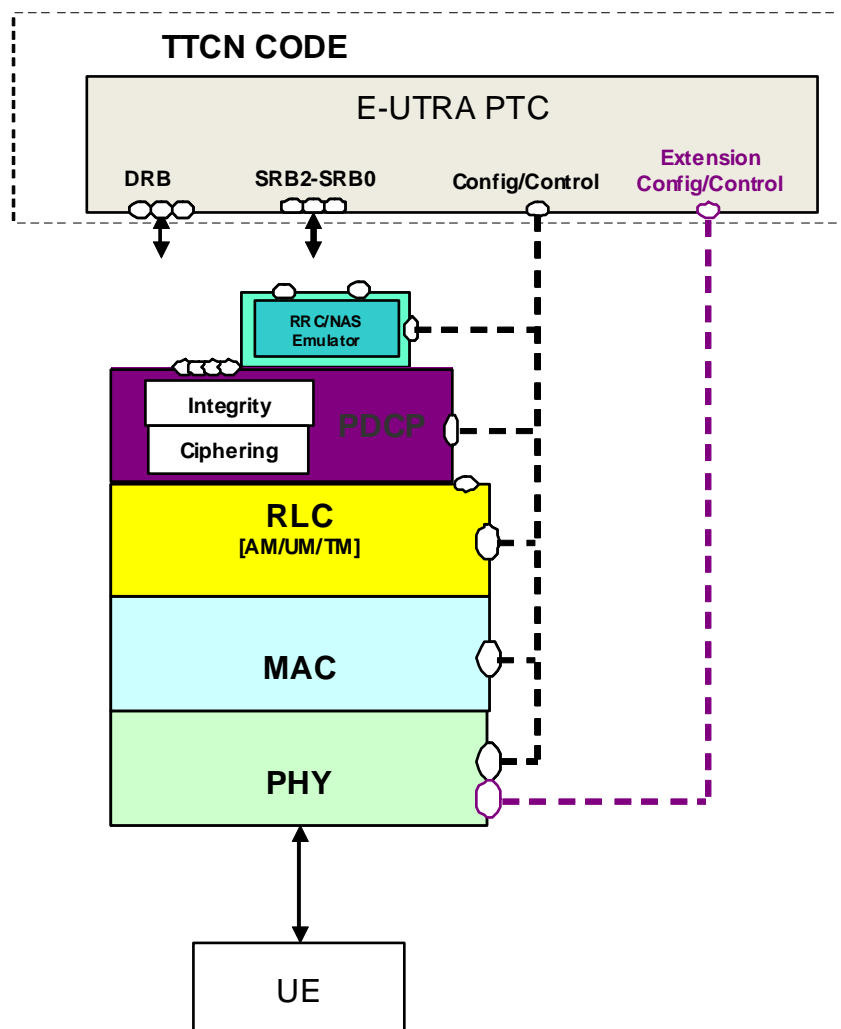 TTCN CODE
E-UTRA PTC
DRB
SRB2-SRB0
Config/Control
Extension
Config/Control
RRC/NAS
Emulator
Integrity
Ciphering
PDCP
RLC
[AM/UM/TM]
MAC
PHY
UE